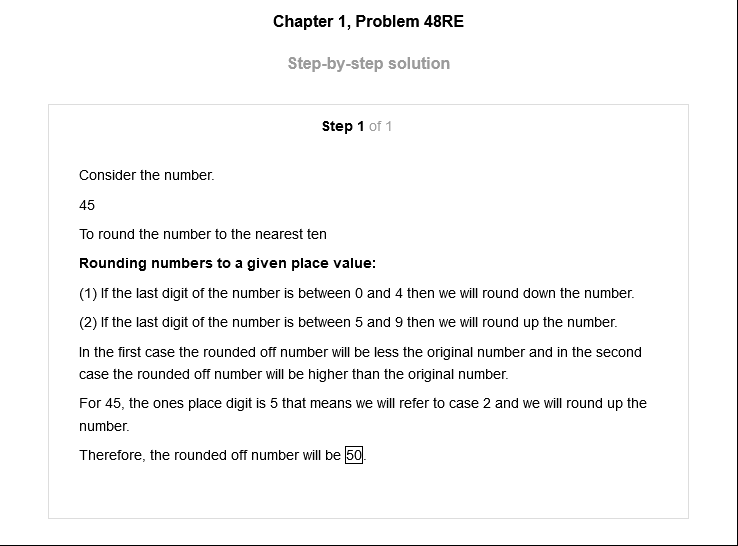 Chapter 1, Problem 48RE
Step-by-step solution
Step 1 of 1
Consider the number.
45
To round the number to the nearest ten
Rounding numbers to a given place value:
(1) If the last digit of the number is between 0 and 4 then we will round down the number.
(2) If the last digit of the number is between 5 and 9 then we will round up the number.
In the first case the rounded off number will be less the original number and in the second
case the rounded off number will be higher than the original number.
For 45, the ones place digit is 5 that means we will refer to case 2 and we will round up the
number.
Therefore, the rounded off number will be 50.